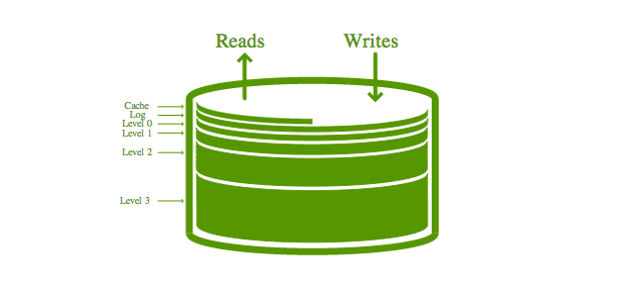 Reads
Writes
Cache
Log
Level 0
Level 1
Level 2
Level 3